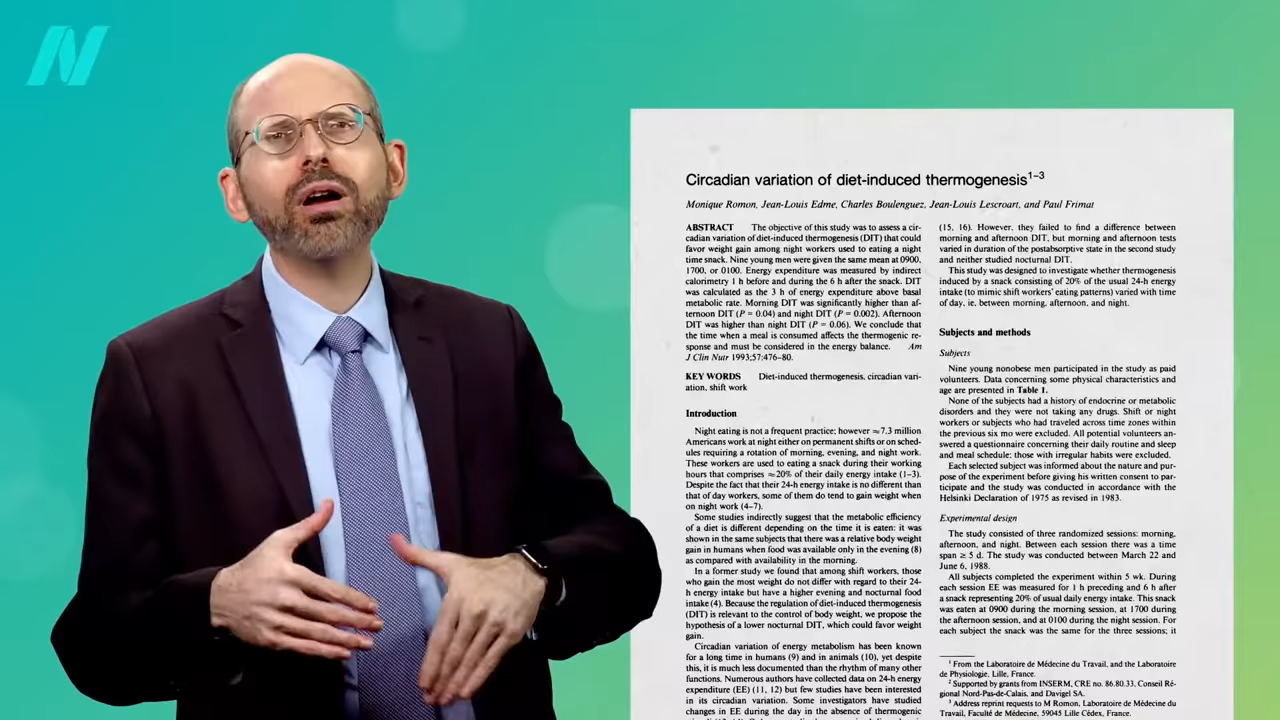 Circadian variation of diet-induced thermogenesis1–3
Monique Romon, Jean-Louis Edme, Charles Boulenguez, Jean-Louis Lescroart, and Paul Frimat
ABSTRACT The objective of this study was to assess a cir-
cadian variation of diet-induced thermogenesis (DIT) that could
favor weight gain among night workers used to eating a night
time snack. Nine young men were given the same mean at 0900,
1700, or 0100. Energy expenditure was measured by indirect
calorimetry 1 h before and during the 6 h after the snack. DIT
was calculated as the 3 h of energy expenditure above basal
metabolic rate. Morning DIT was significantly higher than af-
ternoon DIT (P = 0.04) and night DIT (P = 0.002). Afternoon
DIT was higher than night DIT (P = 0.06). We conclude that
the time when a meal is consumed affects the thermogenic re-
sponse and must be considered in the energy balance. Am
J Clin Nutr 1993;57:476–80.
KEY WORDS Diet-induced thermogenesis, circadian vari-
ation, shift work
Introduction
Night eating is not a frequent practice; however ≈7.3 million
Americans work at night either on permanent shifts or on sched-
ules requiring a rotation of morning, evening, and night work.
These workers are used to eating a snack during their working
hours that comprises ≈20% of their daily energy intake (1–3).
Despite the fact that their 24-h energy intake is no different than
that of day workers, some of them do tend to gain weight when
on night work (4–7).
Some studies indirectly suggest that the metabolic efficiency
of a diet is different depending on the time it is eaten: it was
shown in the same subjects that there was a relative body weight
gain in humans when food was available only in the evening (8)
as compared with availability in the morning.
In a former study we found that among shift workers, those
who gain the most weight do not differ with regard to their 24-
h energy intake but have a higher evening and nocturnal food
intake (4). Because the regulation of diet-induced thermogenesis
(DIT) is relevant to the control of body weight, we propose the
hypothesis of a lower nocturnal DIT, which could favor weight
gain.
Circadian variation of energy metabolism has been known
for a long time in humans (9) and in animals (10), yet despite
this, it is much less documented than the rhythm of many other
functions. Numerous authors have collected data on 24-h energy
expenditure (EE) (11, 12) but few studies have been interested
in its circadian variation. Some investigators have studied
changes in EE during the day in the absence of thermogenic
(15, 16). However, they failed to find a difference between
morning and afternoon DIT, but morning and afternoon tests
varied in duration of the postabsorptive state in the second study
and neither studied nocturnal DIT.
This study was designed to investigate whether thermogenesis
induced by a snack consisting of 20% of the usual 24-h energy
intake (to mimic shift workers' eating patterns) varied with time
of day, ie, between morning, afternoon, and night.
Subjects and methods
Subjects
Nine young nonobese men participated in the study as paid
volunteers. Data concerning some physical characteristics and
age are presented in Table 1.
None of the subjects had a history of endocrine or metabolic
disorders and they were not taking any drugs. Shift or night
workers or subjects who had traveled across time zones within
the previous six mo were excluded. All potential volunteers an-
swered a questionnaire concerning their daily routine and sleep
and meal schedule; those with irregular habits were excluded.
Each selected subject was informed about the nature and pur-
pose of the experiment before giving his written consent to par-
ticipate and the study was conducted in accordance with the
Helsinki Declaration of 1975 as revised in 1983.
Experimental design
The study consisted of three randomized sessions: morning,
afternoon, and night. Between each session there was a time
span ≥ 5 d. The study was conducted between March 22 and
June 6, 1988.
All subjects completed the experiment within 5 wk. During
each session EE was measured for 1 h preceding and 6 h after
a snack representing 20% of usual daily energy intake. This snack
was eaten at 0900 during the morning session, at 1700 during
the afternoon session, and at 0100 during the night session. For
each subject the snack was the same for the three sessions; it
1 From the Laboratoire de Médecine du Travail, and the Laboratoire
de Physiologie, Lille, France.
2 Supported by grants from INSERM, CRE no. 86.80.33, Conseil Ré-
gional Nord-Pas-de-Calais, and Davigel SA.
3 Address reprint requests to M Romon, Laboratoire de Médecine du
Travail, Faculté de Médecine, 59045 Lille Cédex, France.